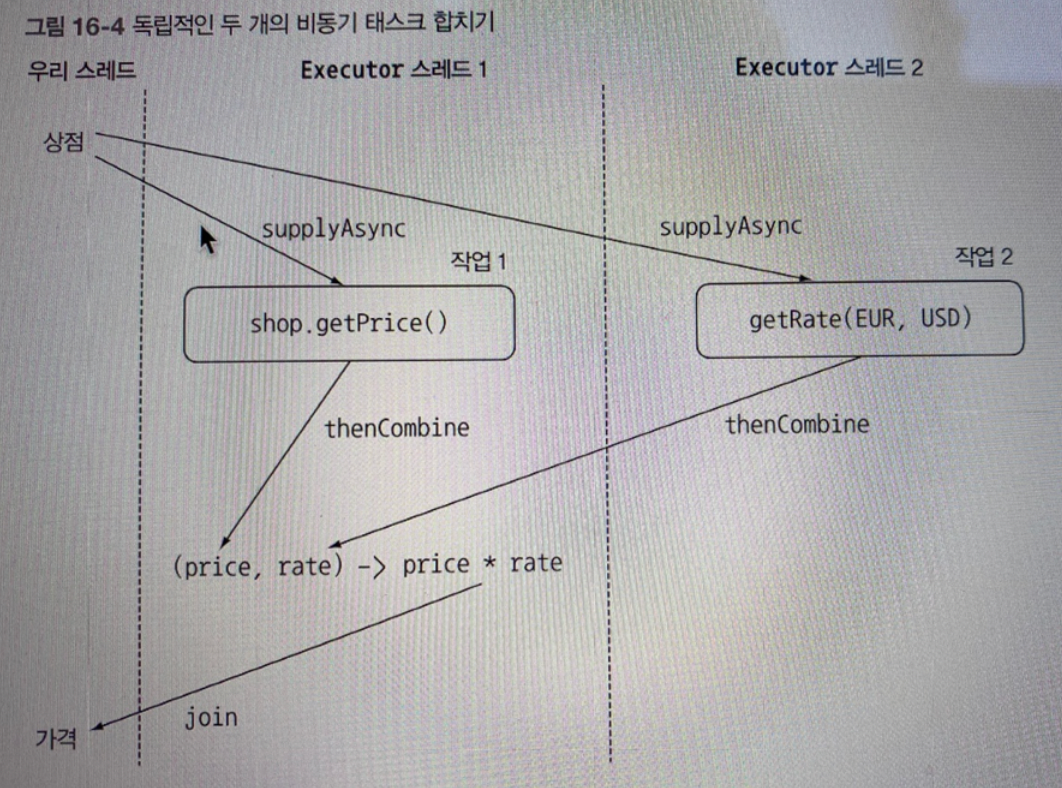 그림 16-4 독립적인 두 개의 비동기 태스크 합치기
우리 스레드 Executor 스레드 1 Executor 스레드 2
상점
supplyAsync supplyAsync
작업 1 작업 2
shop.getPrice() getRate(EUR, USD)
thenCombine thenCombine
(price, rate) -> price * rate
join
가격